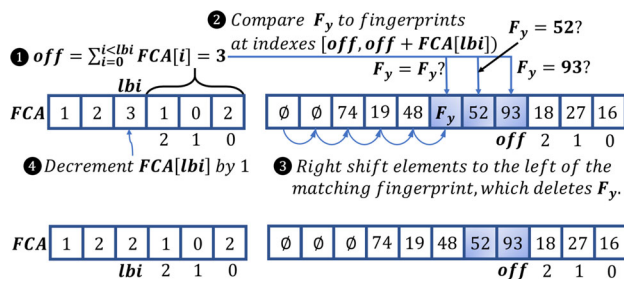 ❷ Compare F_y to fingerprints
at indexes [off, off + FCA[lbi])
F_y = 52?
❶ off = ∑_{i=0}^{i<lbi} FCA[i] = 3
F_y = F_y?
F_y = 93?
lbi
FCA 1 2 3 1 0 2
∅ ∅ 74 19 48 F_y 52 93 18 27 16
2 1 0
off 2 1 0
❹ Decrement FCA[lbi] by 1
❸ Right shift elements to the left of the
matching fingerprint, which deletes F_y.
FCA 1 2 2 1 0 2
∅ ∅ ∅ 74 19 48 52 93 18 27 16
lbi 2 1 0
off 2 1 0